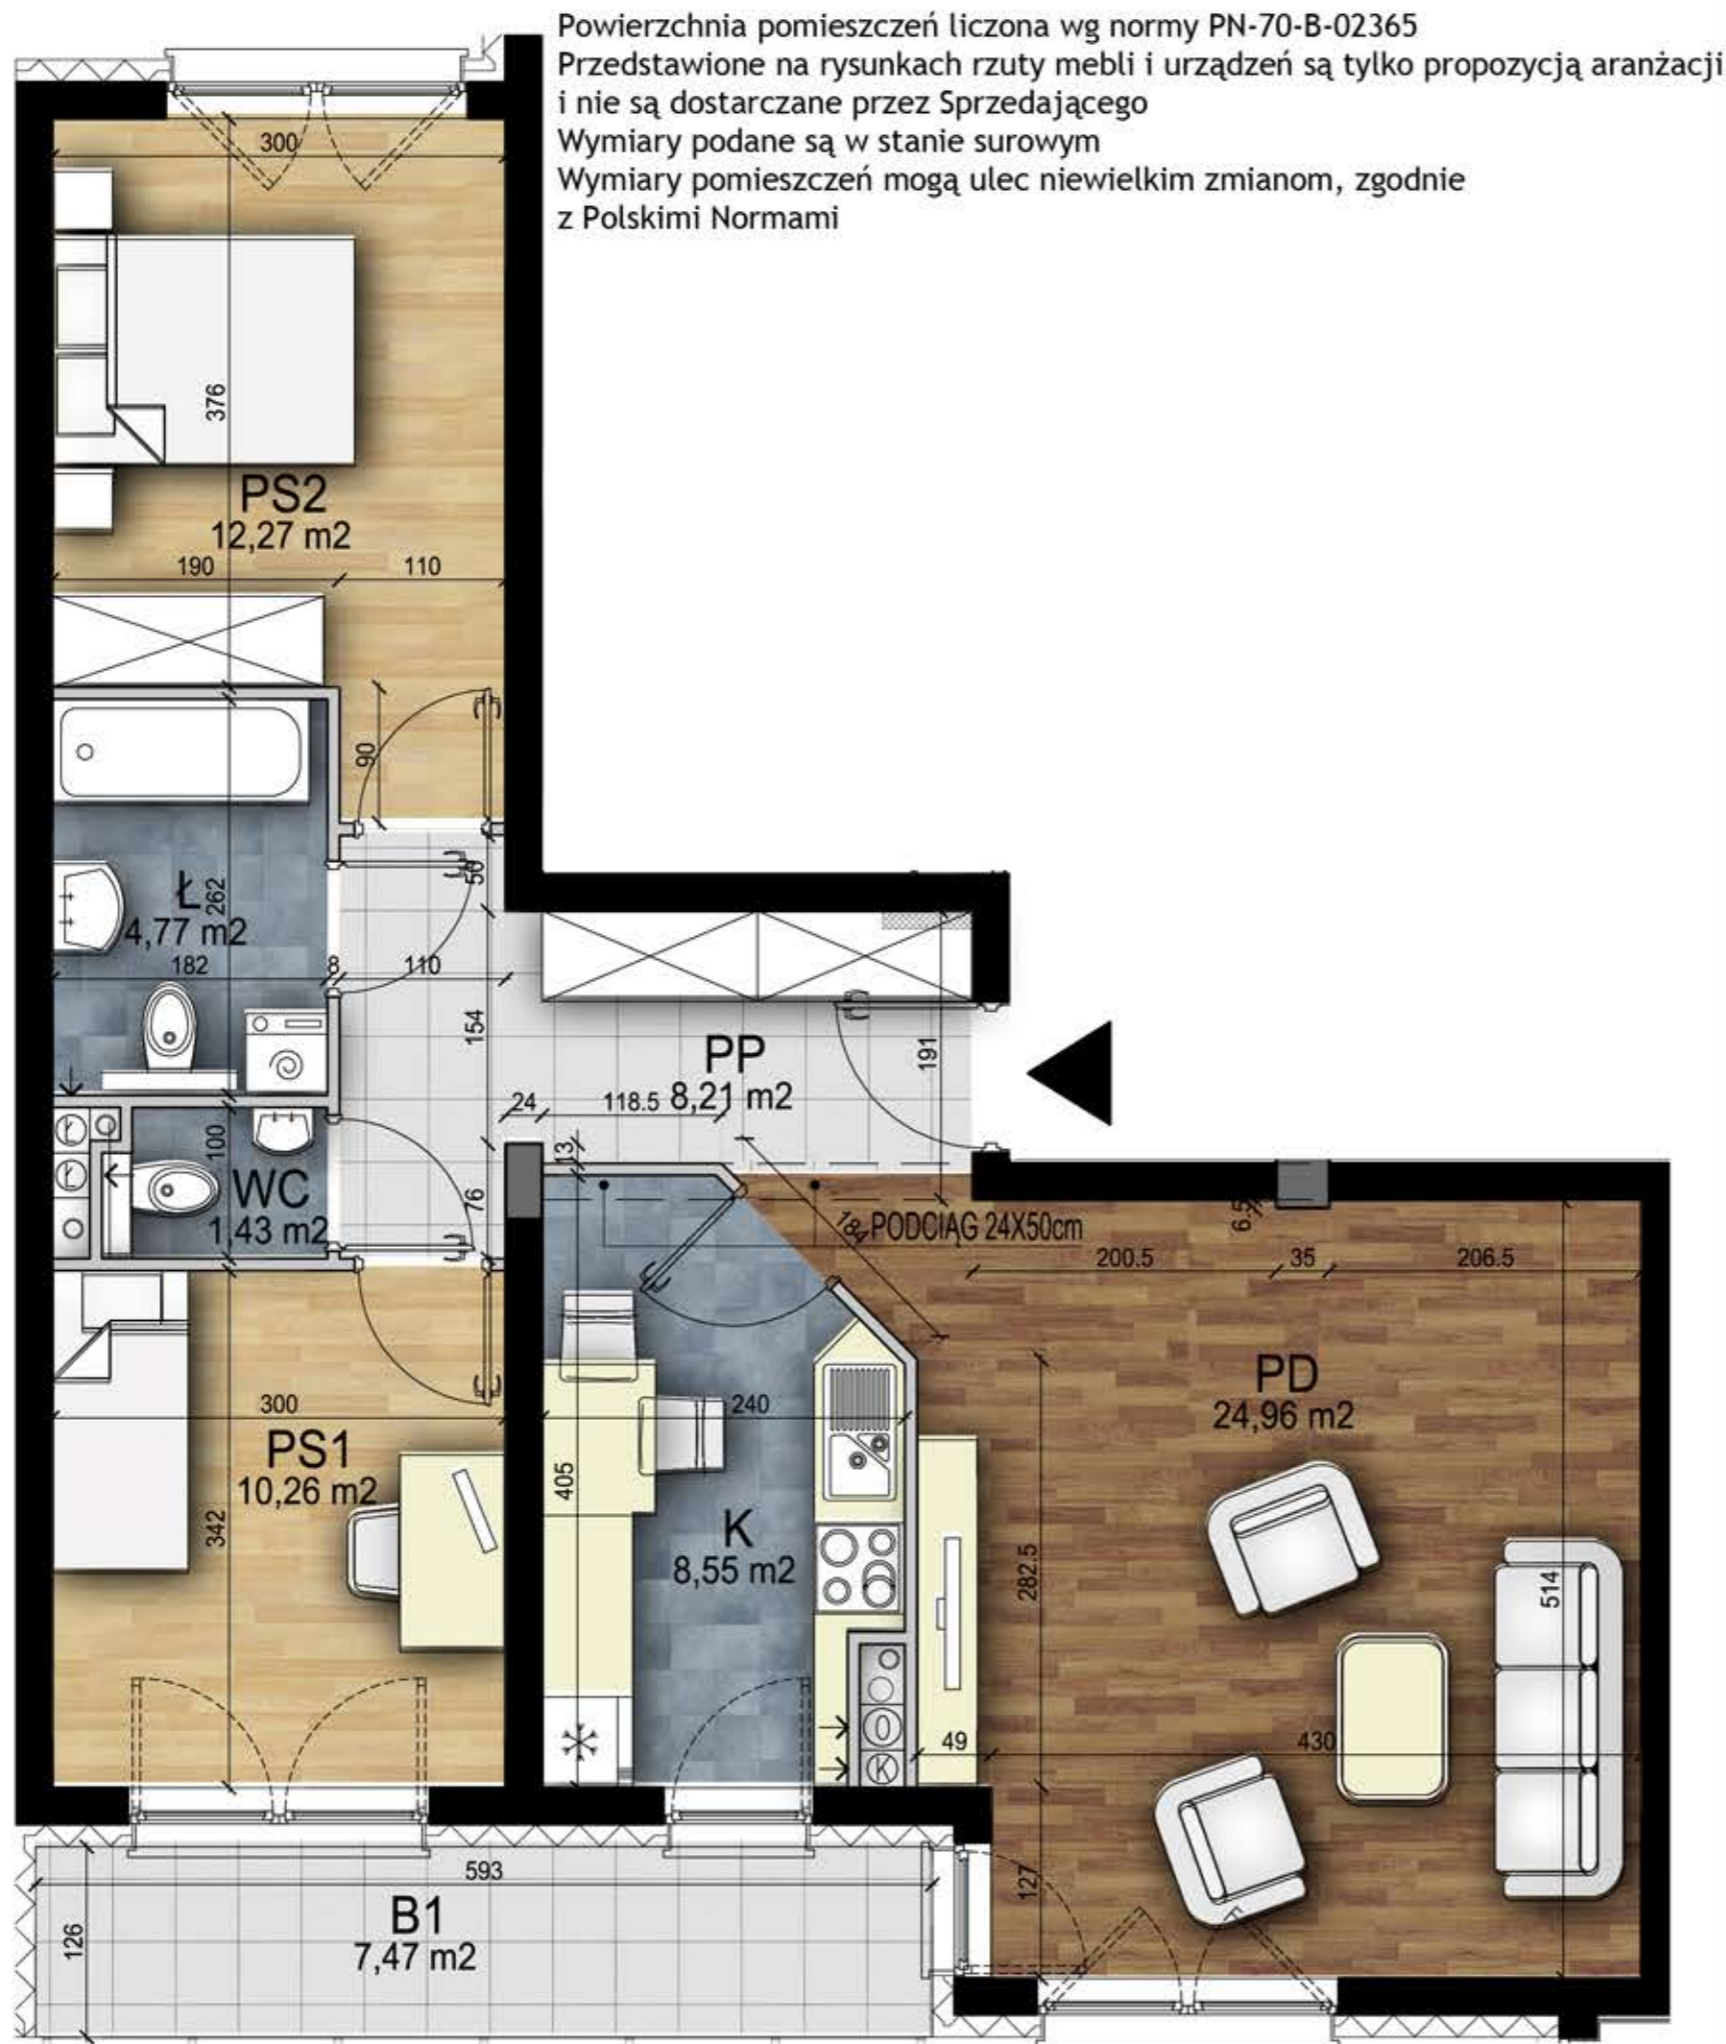 Powierzchnia pomieszczeń liczona wg normy PN-70-B-02365
Przedstawione na rysunkach rzuty mebli i urządzeń są tylko propozycją aranżacji
i nie są dostarczane przez Sprzedającego
Wymiary podane są w stanie surowym
Wymiary pomieszczeń mogą ulec niewielkim zmianom, zgodnie
z Polskimi Normami
300
376
PS2
12,27 m2
190
110
90
50
Ł
262
4,77 m2
182
8
110
154
PP
8,21 m2
191
24
118.5
13
100
WC
1,43 m2
76
184
PODCIĄG 24X50cm
6.5
200.5
35
206.5
PD
24,96 m2
300
PS1
10,26 m2
342
240
405
K
8,55 m2
282.5
514
O
K
49
430
127
593
B1
7,47 m2
126